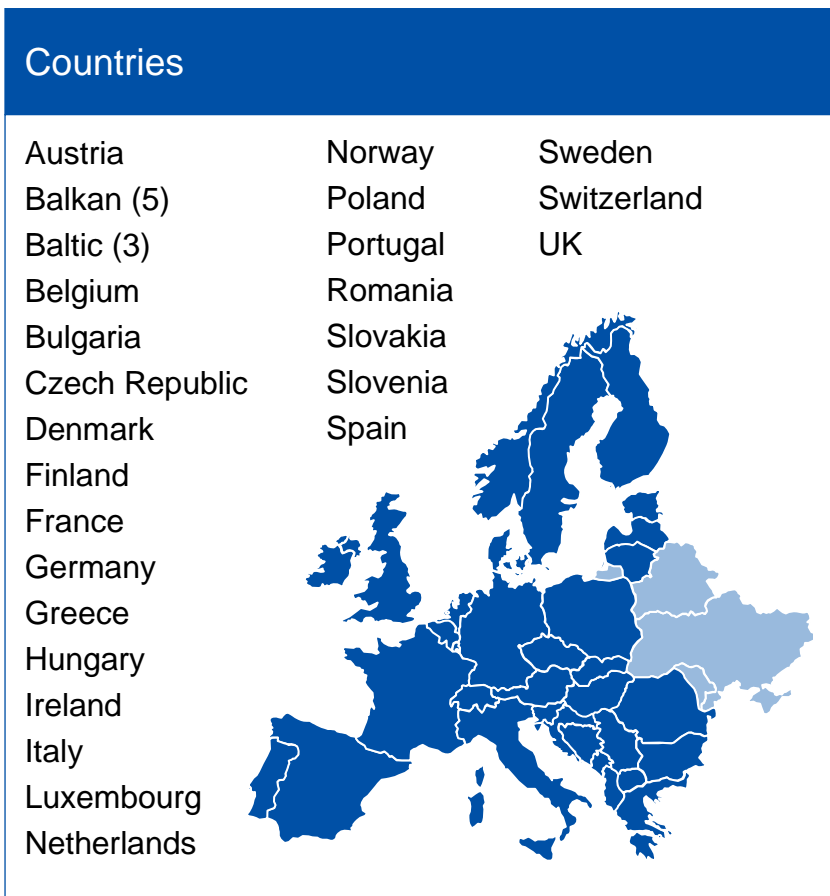 Countries
Austria
Balkan (5)
Baltic (3)
Belgium
Bulgaria
Czech Republic
Denmark
Finland
France
Germany
Greece
Hungary
Ireland
Italy
Luxembourg
Netherlands
Norway
Poland
Portugal
Romania
Slovakia
Slovenia
Spain
Sweden
Switzerland
UK